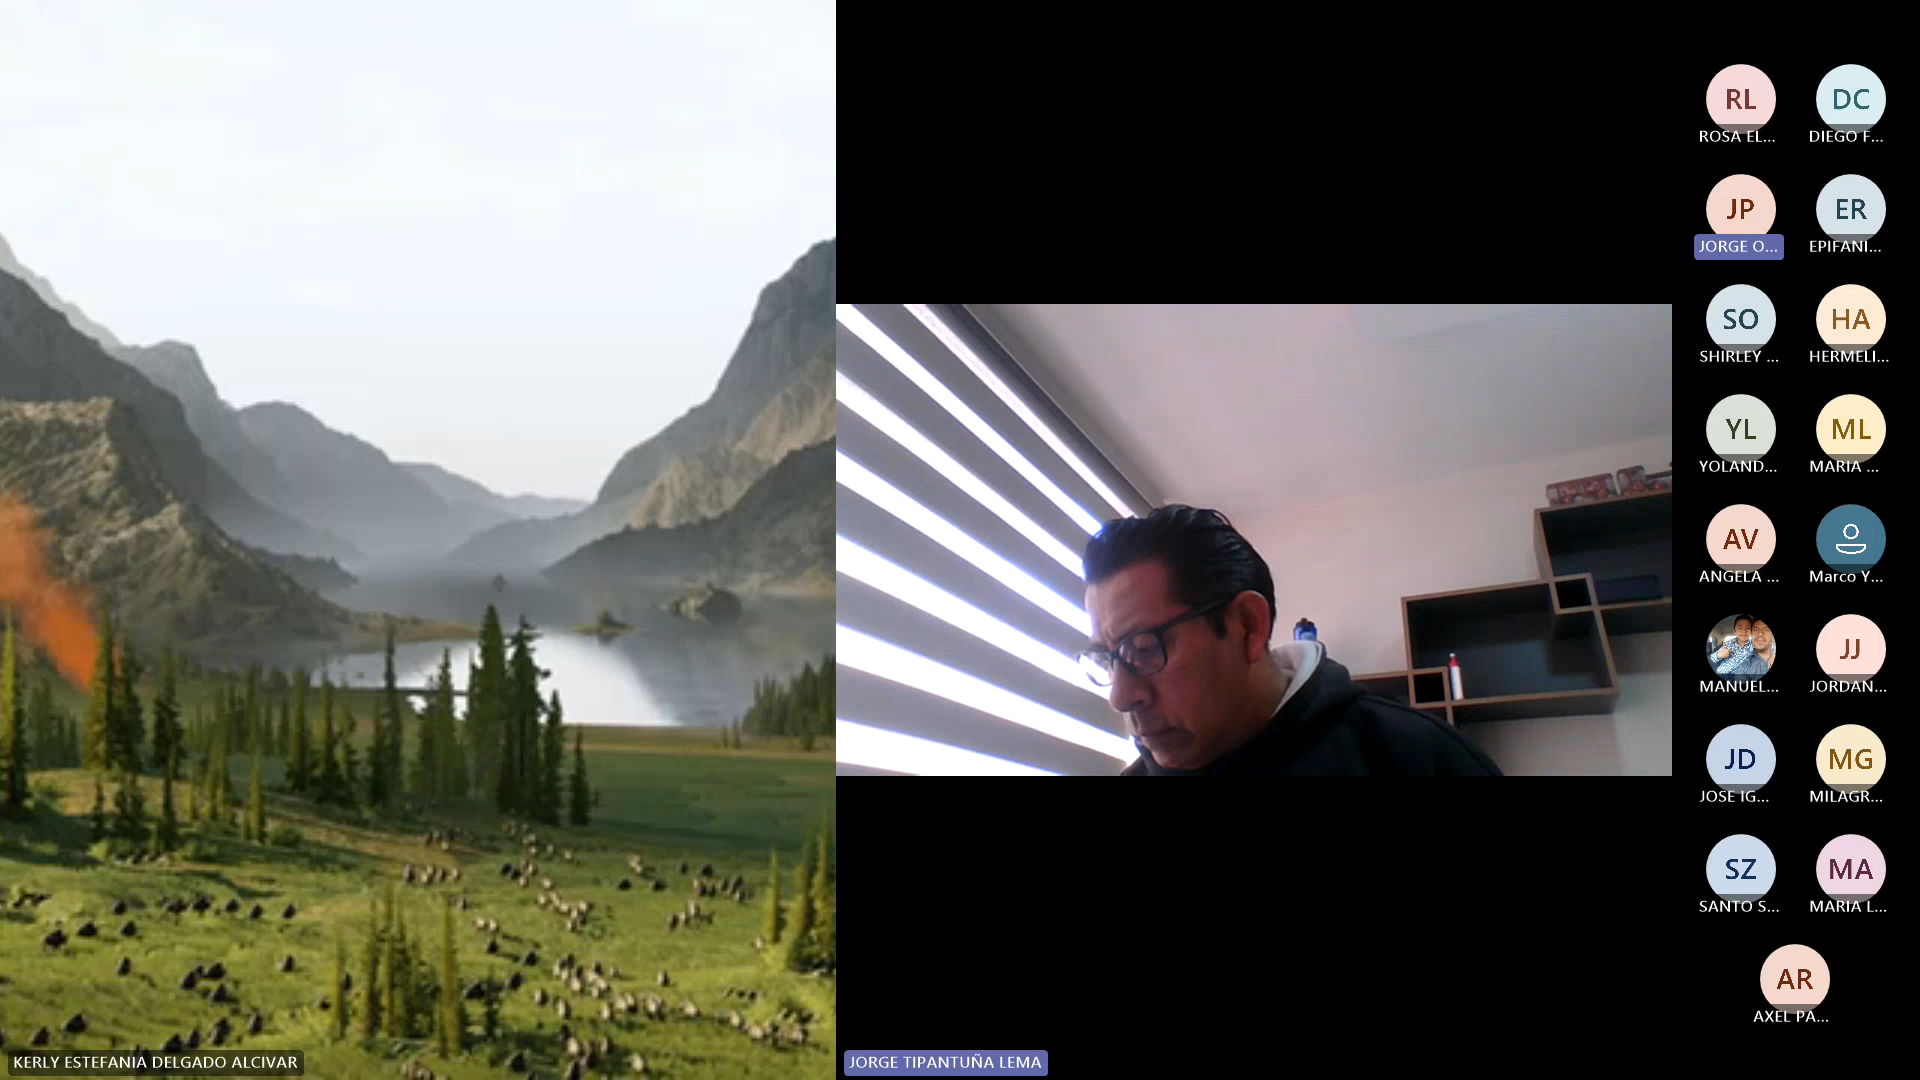 RL
DC
ROSA EL...
DIEGO F...
JP
ER
JORGE O...
EPIFANI...
SO
HA
SHIRLEY ...
HERMELI...
YL
ML
YOLAND...
MARIA ...
AV
ANGELA ...
Marco Y...
JJ
MANUEL...
JORDAN...
JD
MG
JOSE IG...
MILAGR...
SZ
MA
SANTO S...
MARIA L...
AR
AXEL PA...
KERLY ESTEFANIA DELGADO ALCIVAR
JORGE TIPANTUÑA LEMA